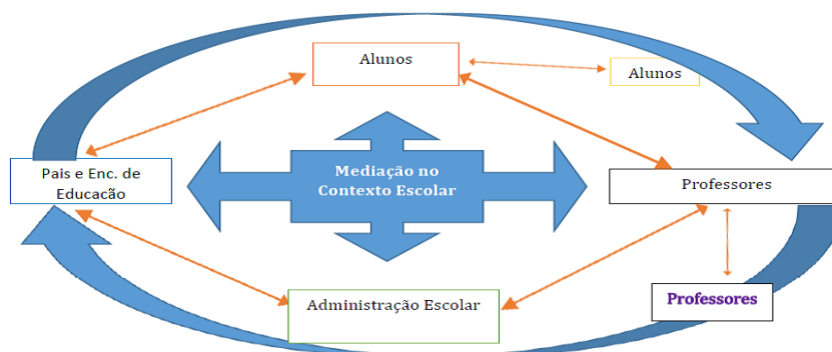 Alunos
Alunos
Mediação no
Contexto Escolar
Pais e Enc. de
Educacão
Professores
Administração Escolar
Professores